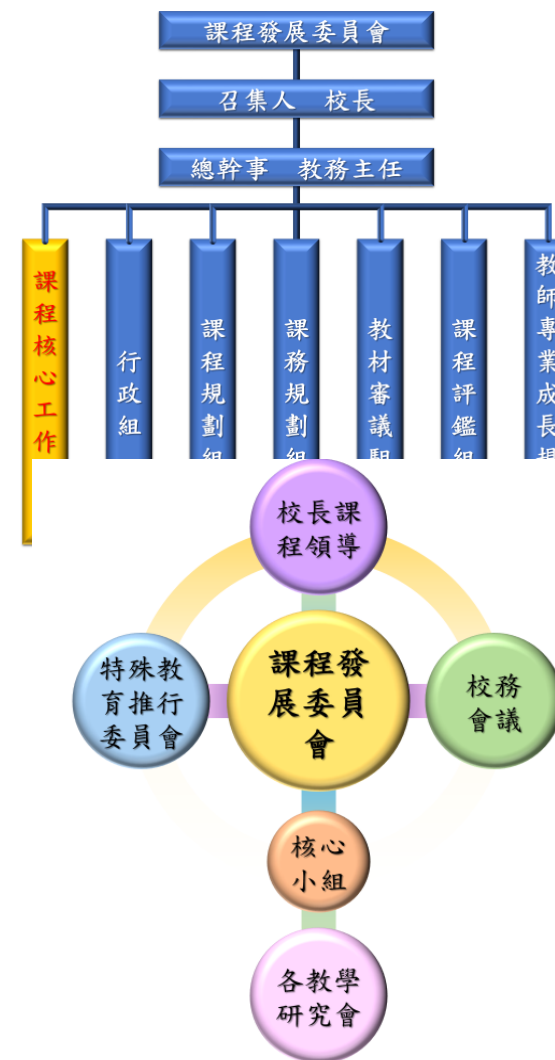 課程發展委員會
召集人　校長
總幹事　教務主任
課程核心工作
行政組
課程規劃組
課務規劃組
教材審議
課程評鑑組
教師專業成長
校長課
程領導
特殊教
育推行
委員會
課程發
展委員
會
校務
會議
核心
小組
各教學
研究會